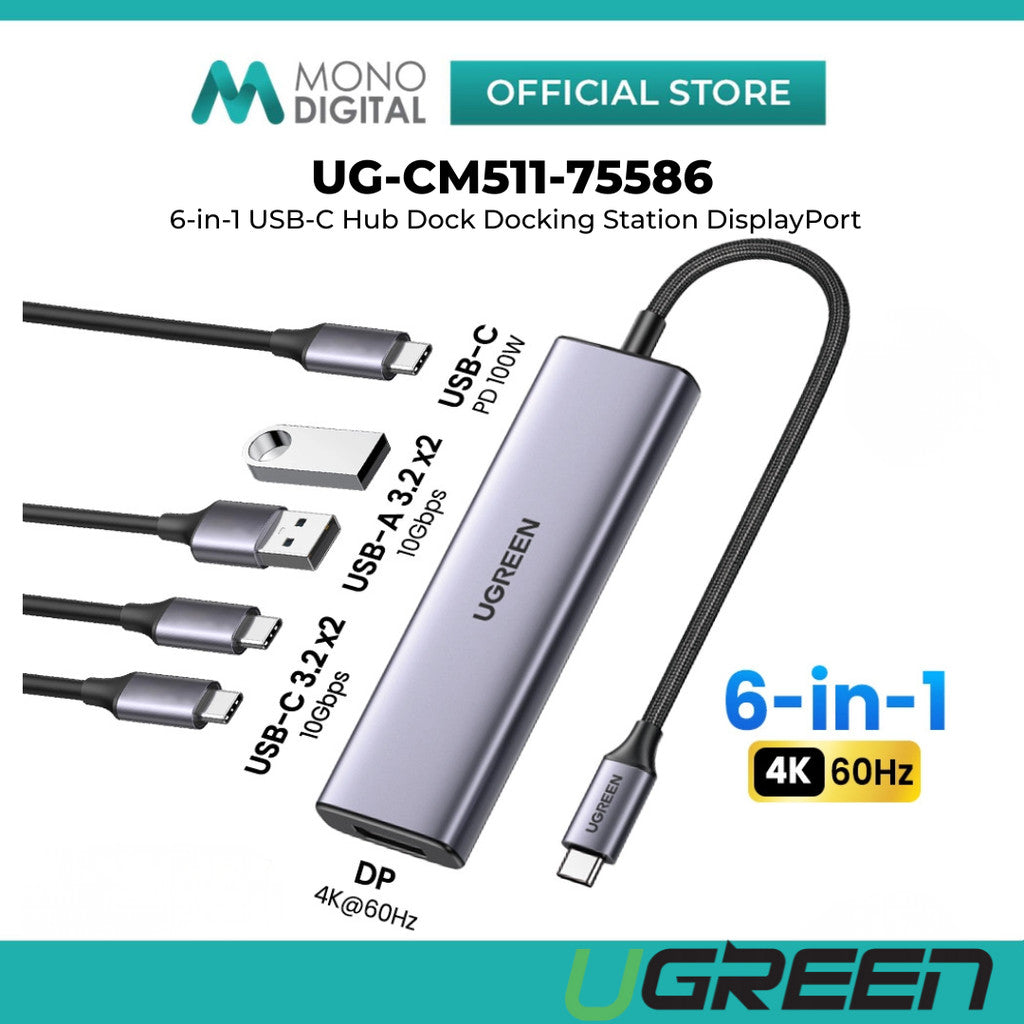 MONO
DIGITAL
OFFICIAL STORE
UG-CM511-75586
6-in-1 USB-C Hub Dock Docking Station DisplayPort
USB-C
PD 100W
USB-A 3.2 x2
10Gbps
USB-C 3.2 x2
10Gbps
UGREEN
UGREEN
6-in-1
4K 60Hz
DP
4K@60Hz
UGREEN